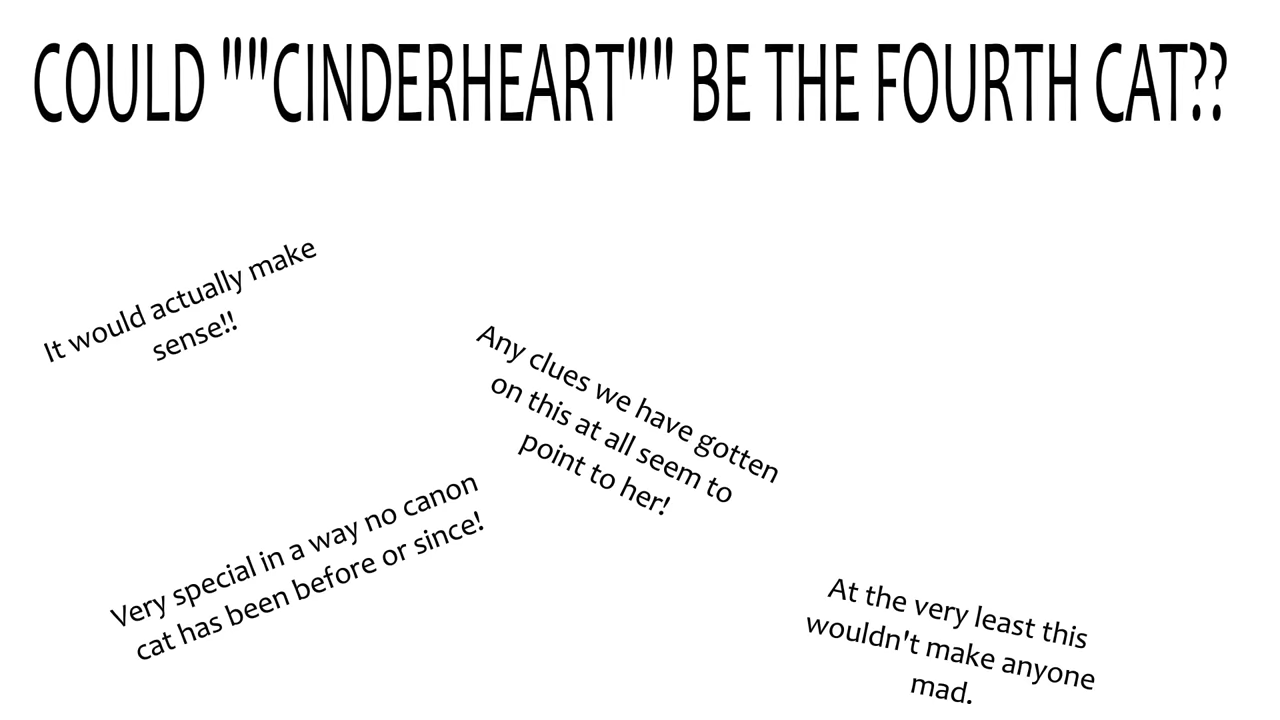 COULD ""CINDERHEART"" BE THE FOURTH CAT??
It would actually make
sense!!
Any clues we have gotten
on this at all seem to
point to her!
Very special in a way no canon
cat has been before or since!
At the very least this
wouldn't make anyone
mad.